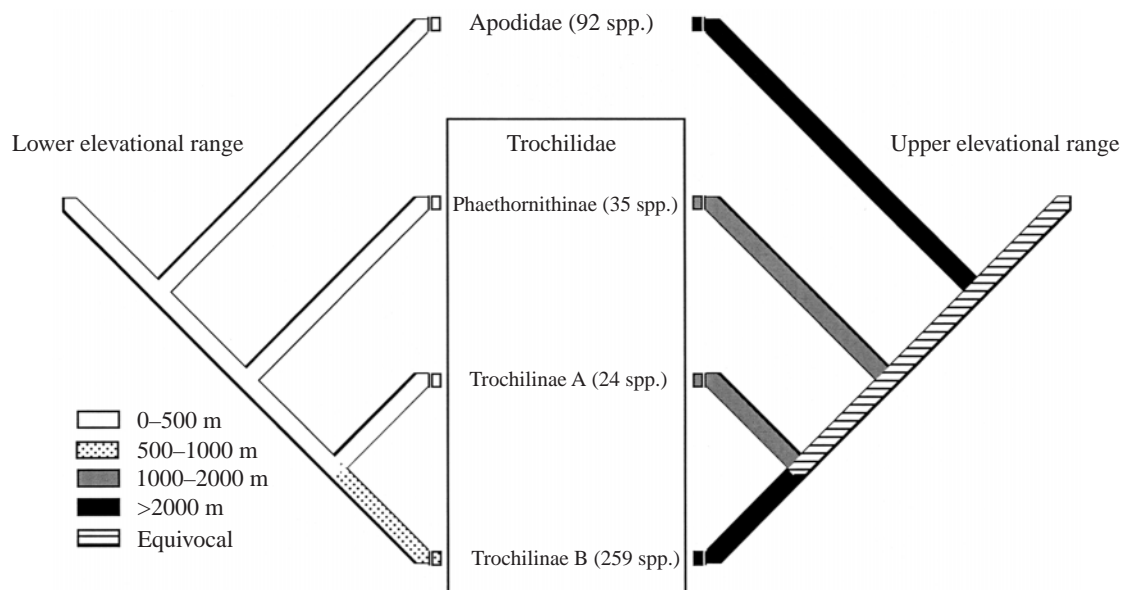 Apodidae (92 spp.)
Lower elevational range
Trochilidae
Upper elevational range
Phaethornithinae (35 spp.)
Trochilinae A (24 spp.)
0–500 m
500–1000 m
1000–2000 m
>2000 m
Equivocal
Trochilinae B (259 spp.)